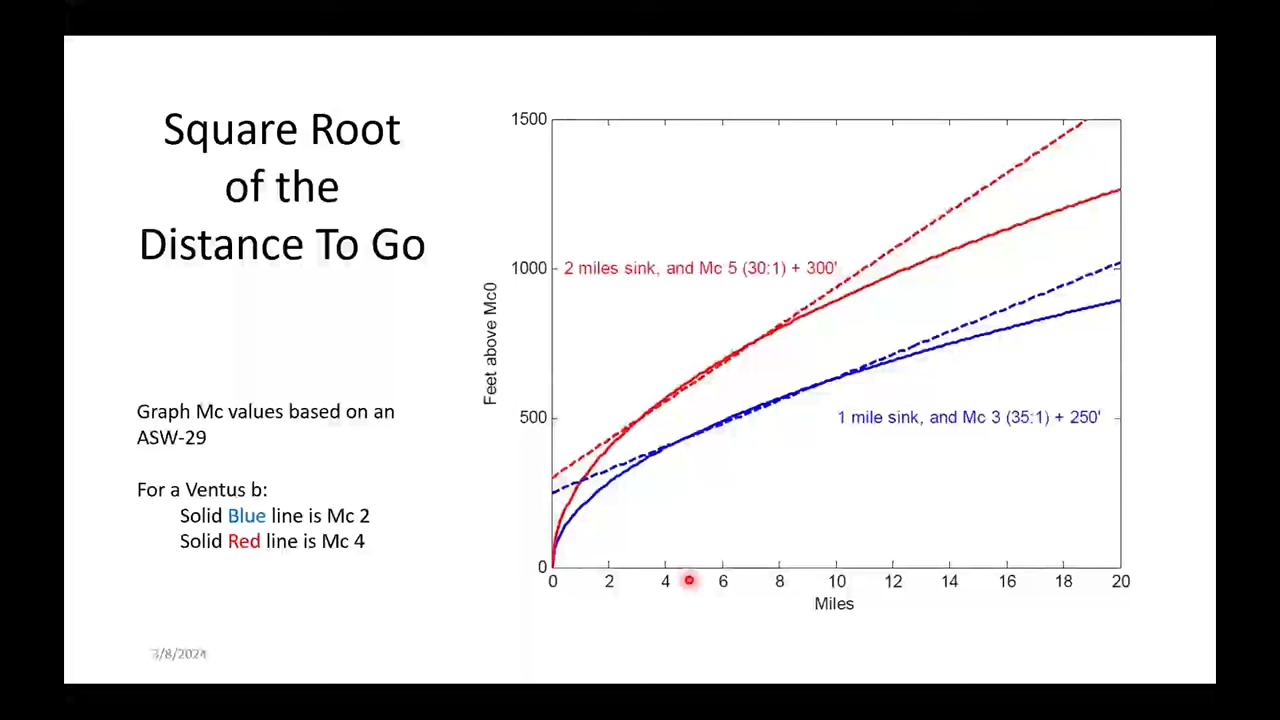 Square Root
of the
Distance To Go
Graph Mc values based on an
ASW-29
For a Ventus b:
Solid Blue line is Mc 2
Solid Red line is Mc 4
3/8/2024
1500
1000
500
0
Feet above Mc0
2 miles sink, and Mc 5 (30:1) + 300'
1 mile sink, and Mc 3 (35:1) + 250'
0 2 4 6 8 10 12 14 16 18 20
Miles